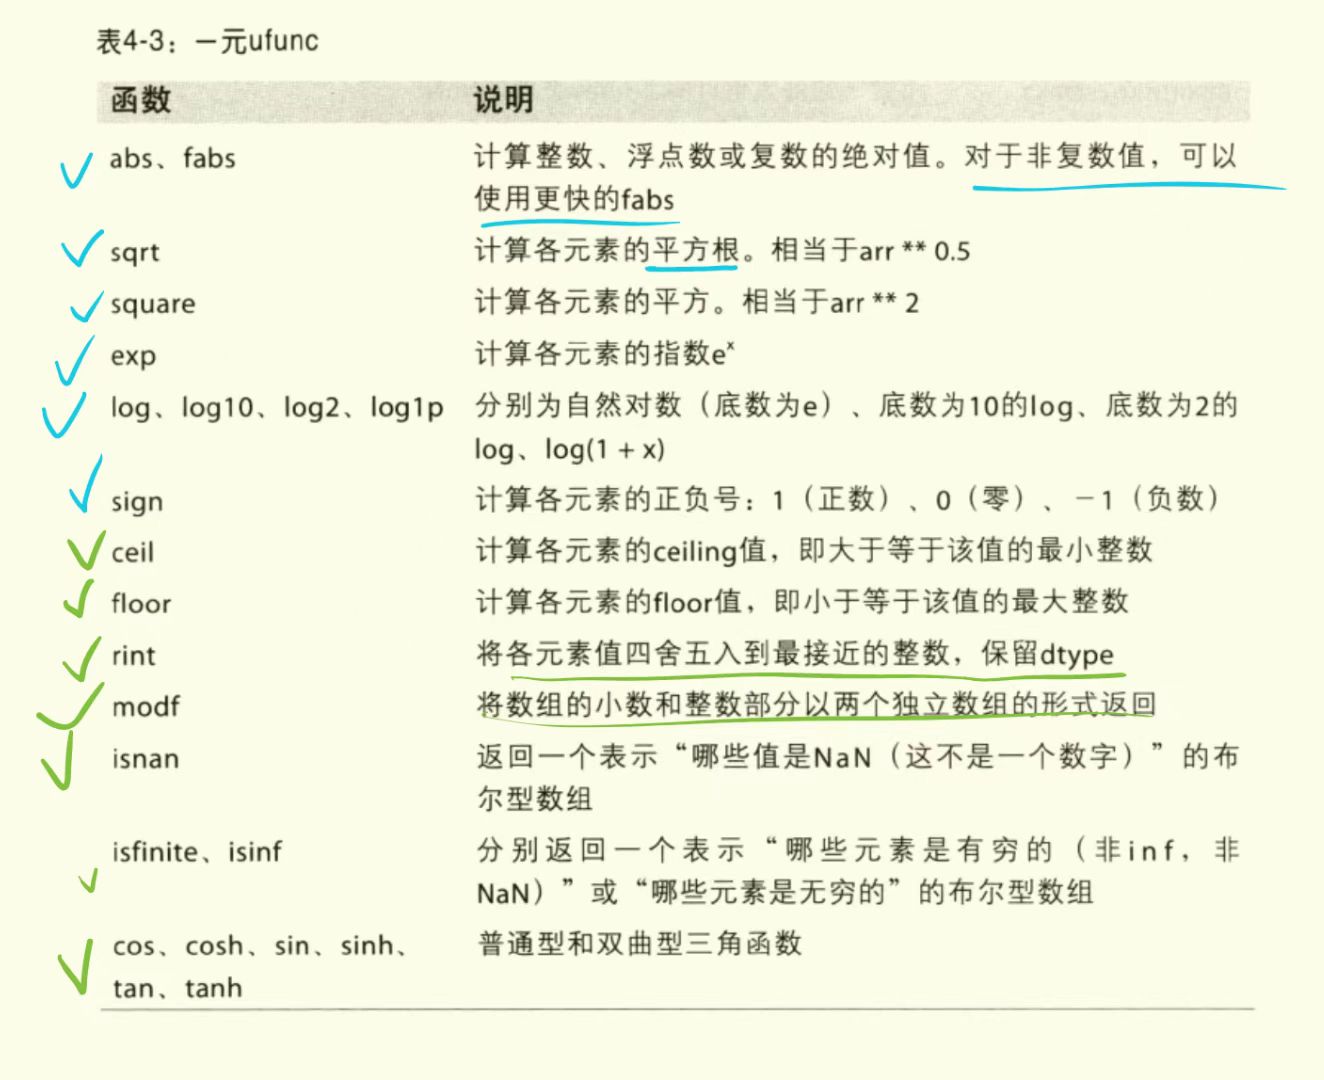 表4-3：一元ufunc
函数 说明
abs、fabs 计算整数、浮点数或复数的绝对值。对于非复数值，可以
使用更快的fabs
sqrt 计算各元素的平方根。相当于arr ** 0.5
square 计算各元素的平方。相当于arr ** 2
exp 计算各元素的指数eˣ
log、log10、log2、log1p 分别为自然对数（底数为e）、底数为10的log、底数为2的
log、log(1 + x)
sign 计算各元素的正负号：1（正数）、0（零）、－1（负数）
ceil 计算各元素的ceiling值，即大于等于该值的最小整数
floor 计算各元素的floor值，即小于等于该值的最大整数
rint 将各元素值四舍五入到最接近的整数，保留dtype
modf 将数组的小数和整数部分以两个独立数组的形式返回
isnan 返回一个表示“哪些值是NaN（这不是一个数字）”的布
尔型数组
isfinite、isinf 分别返回一个表示“哪些元素是有穷的（非inf，非
NaN）”或“哪些元素是无穷的”的布尔型数组
cos、cosh、sin、sinh、 普通型和双曲型三角函数
tan、tanh